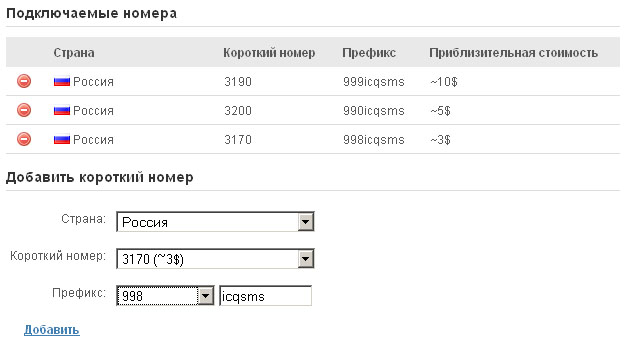 Подключаемые номера
Страна Короткий номер Префикс Приблизительная стоимость
Россия 3190 999icqsms ~10$
Россия 3200 990icqsms ~5$
Россия 3170 998icqsms ~3$
Добавить короткий номер
Страна: Россия
Короткий номер: 3170 (~3$)
Префикс: 998 icqsms
Добавить